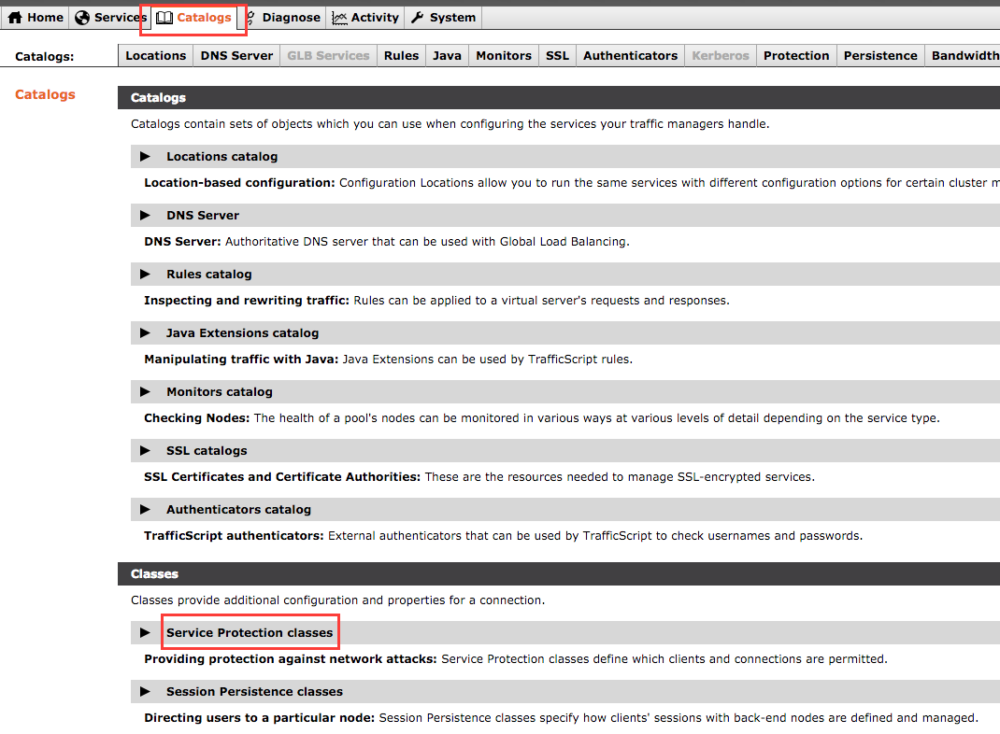 Home Services Catalogs Diagnose Activity System
Catalogs: Locations DNS Server GLB Services Rules Java Monitors SSL Authenticators Kerberos Protection Persistence Bandwidth
Catalogs
Catalogs
Catalogs contain sets of objects which you can use when configuring the services your traffic managers handle.
Locations catalog
Location-based configuration: Configuration Locations allow you to run the same services with different configuration options for certain cluster
DNS Server
DNS Server: Authoritative DNS server that can be used with Global Load Balancing.
Rules catalog
Inspecting and rewriting traffic: Rules can be applied to a virtual server's requests and responses.
Java Extensions catalog
Manipulating traffic with Java: Java Extensions can be used by TrafficScript rules.
Monitors catalog
Checking Nodes: The health of a pool's nodes can be monitored in various ways at various levels of detail depending on the service type.
SSL catalogs
SSL Certificates and Certificate Authorities: These are the resources needed to manage SSL-encrypted services.
Authenticators catalog
TrafficScript authenticators: External authenticators that can be used by TrafficScript to check usernames and passwords.
Classes
Classes provide additional configuration and properties for a connection.
Service Protection classes
Providing protection against network attacks: Service Protection classes define which clients and connections are permitted.
Session Persistence classes
Directing users to a particular node: Session Persistence classes specify how clients' sessions with back-end nodes are defined and managed.